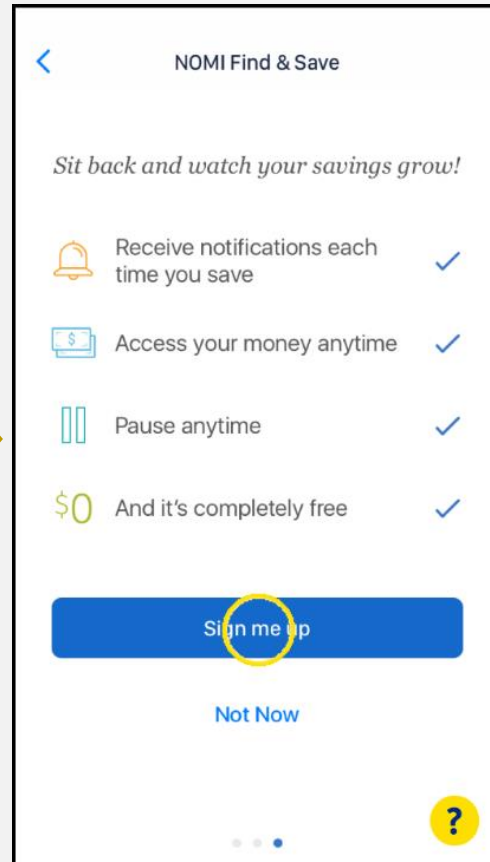 NOMI Find & Save
Sit back and watch your savings grow!
Receive notifications each
time you save
$
Access your money anytime
Pause anytime
$0
And it's completely free
Sign me up
Not Now
?